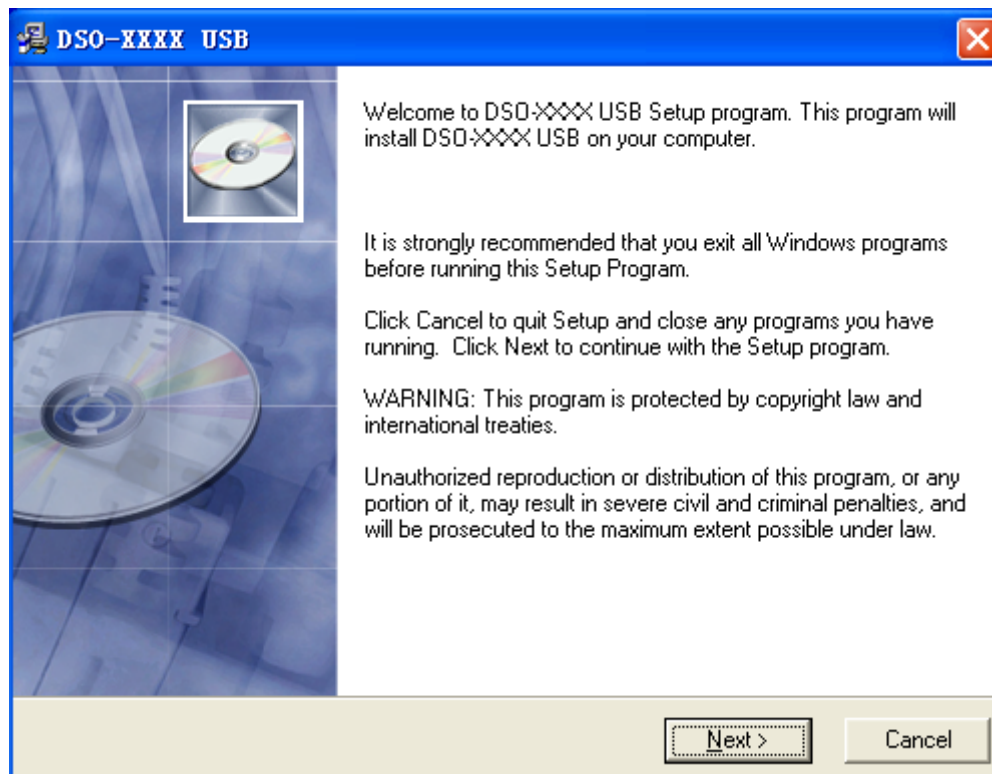 DSO-XXXX USB
Welcome to DSO-XXXX USB Setup program. This program will
install DSO-XXXX USB on your computer.
It is strongly recommended that you exit all Windows programs
before running this Setup Program.
Click Cancel to quit Setup and close any programs you have
running.  Click Next to continue with the Setup program.
WARNING: This program is protected by copyright law and
international treaties.
Unauthorized reproduction or distribution of this program, or any
portion of it, may result in severe civil and criminal penalties, and
will be prosecuted to the maximum extent possible under law.
Next >
Cancel